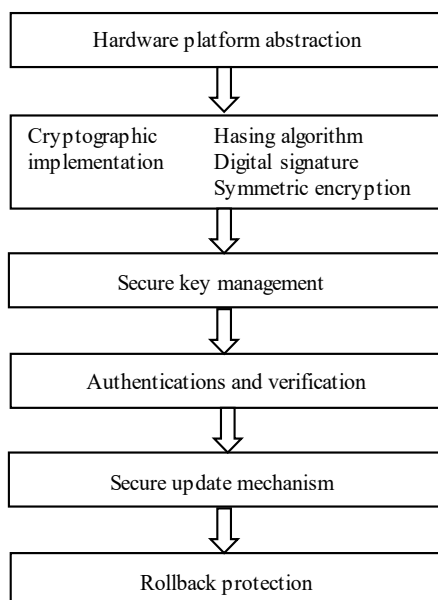 Hardware platform abstraction
Cryptographic
implementation
Hasing algorithm
Digital signature
Symmetric encryption
Secure key management
Authentications and verification
Secure update mechanism
Rollback protection